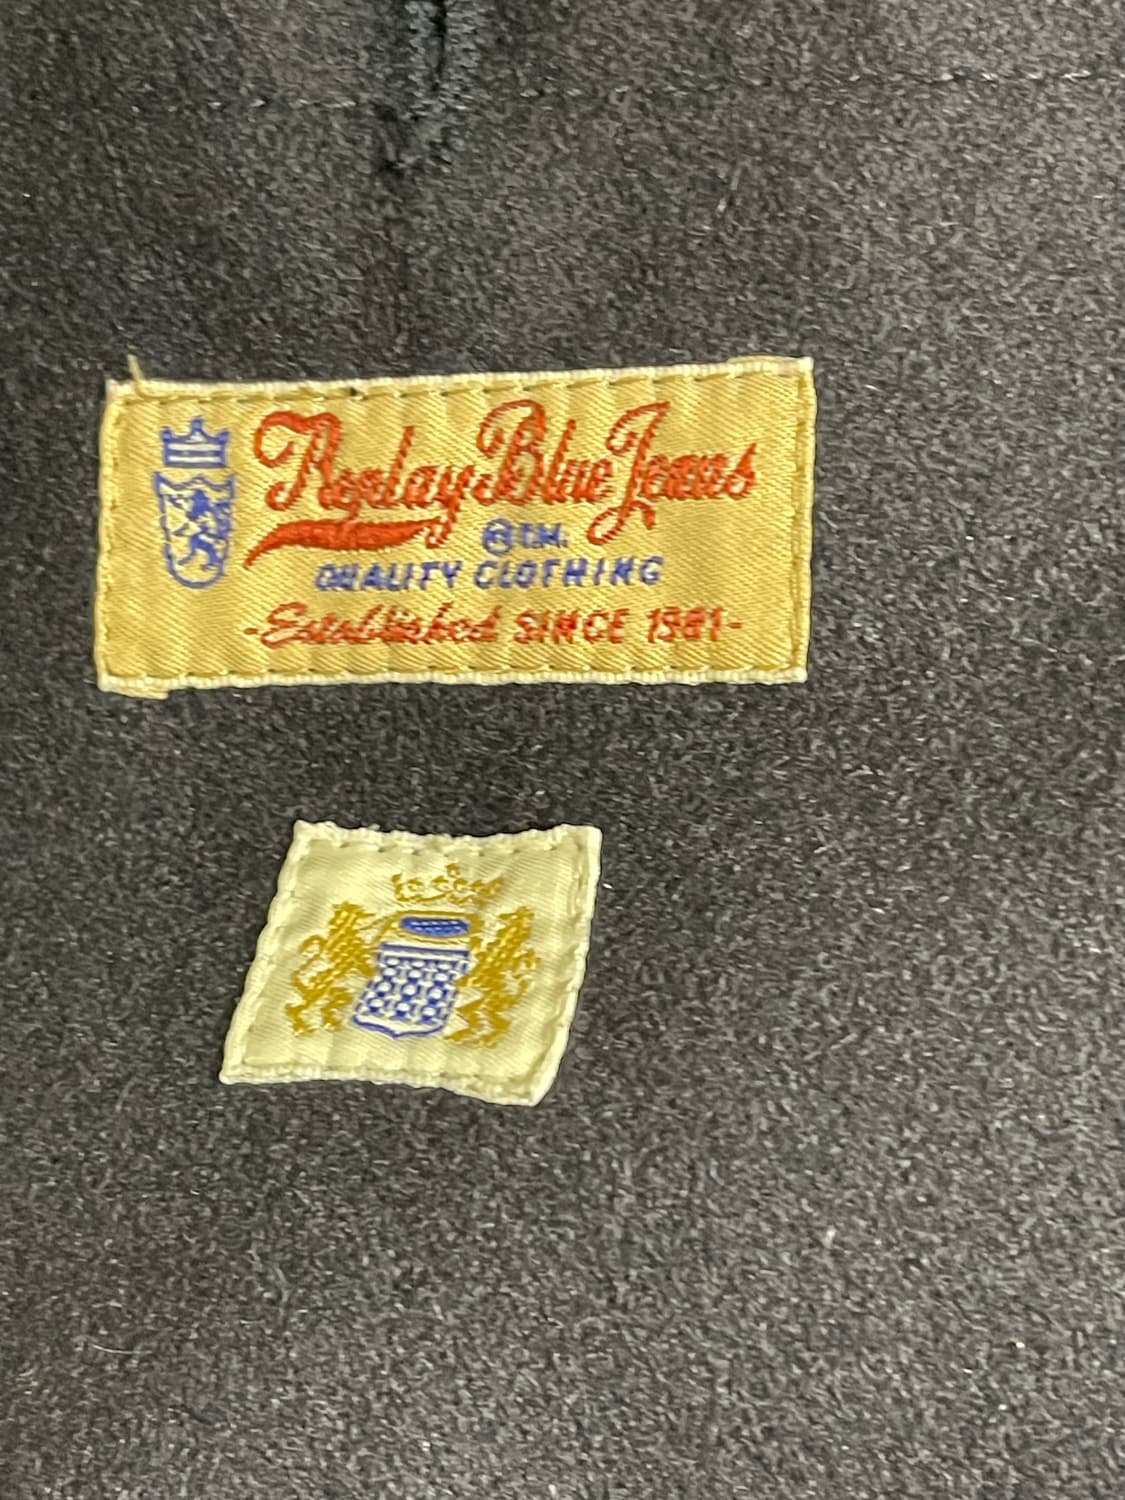 Replay Blue Jeans
® T.M.
QUALITY CLOTHING
-Established SINCE 1981-